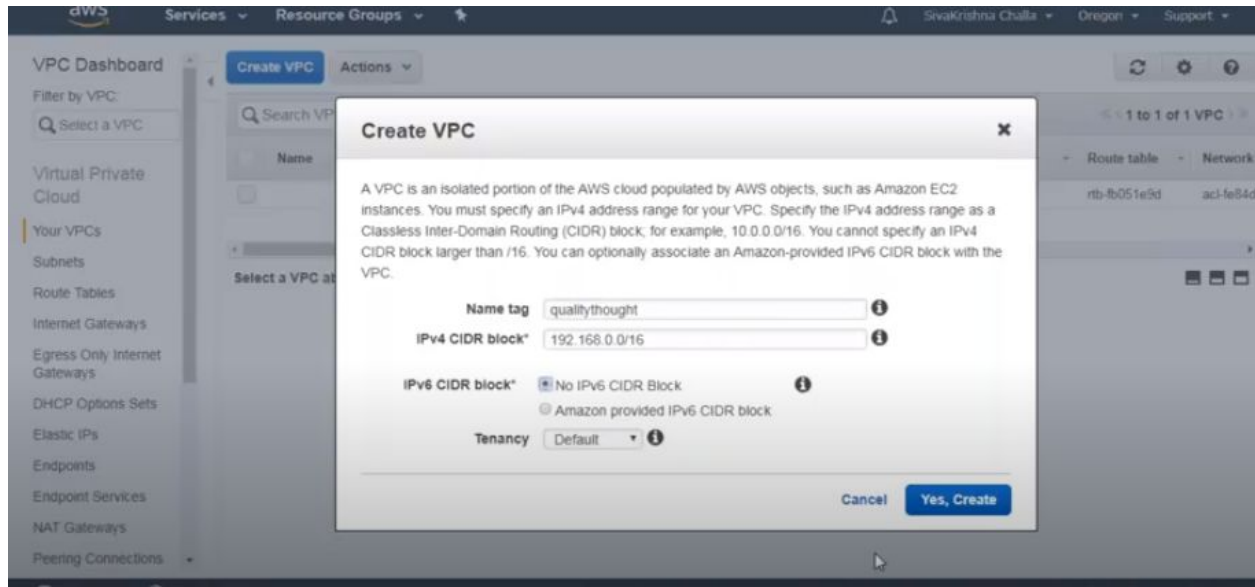 aws
Services
Resource Groups
SivaKrishna Challa
Oregon
Support
VPC Dashboard
Filter by VPC:
Select a VPC
Virtual Private
Cloud
Your VPCs
Subnets
Route Tables
Internet Gateways
Egress Only Internet
Gateways
DHCP Options Sets
Elastic IPs
Endpoints
Endpoint Services
NAT Gateways
Peering Connections
Create VPC
Actions
Search VP
1 to 1 of 1 VPC
Name
Route table
Network
rtb-fb051e9d
acl-fe84d
Select a VPC ab
Create VPC
A VPC is an isolated portion of the AWS cloud populated by AWS objects, such as Amazon EC2
instances. You must specify an IPv4 address range for your VPC. Specify the IPv4 address range as a
Classless Inter-Domain Routing (CIDR) block; for example, 10.0.0.0/16. You cannot specify an IPv4
CIDR block larger than /16. You can optionally associate an Amazon-provided IPv6 CIDR block with the
VPC.
Name tag qualitythought
IPv4 CIDR block* 192.168.0.0/16
IPv6 CIDR block* No IPv6 CIDR Block
Amazon provided IPv6 CIDR block
Tenancy Default
Cancel Yes, Create